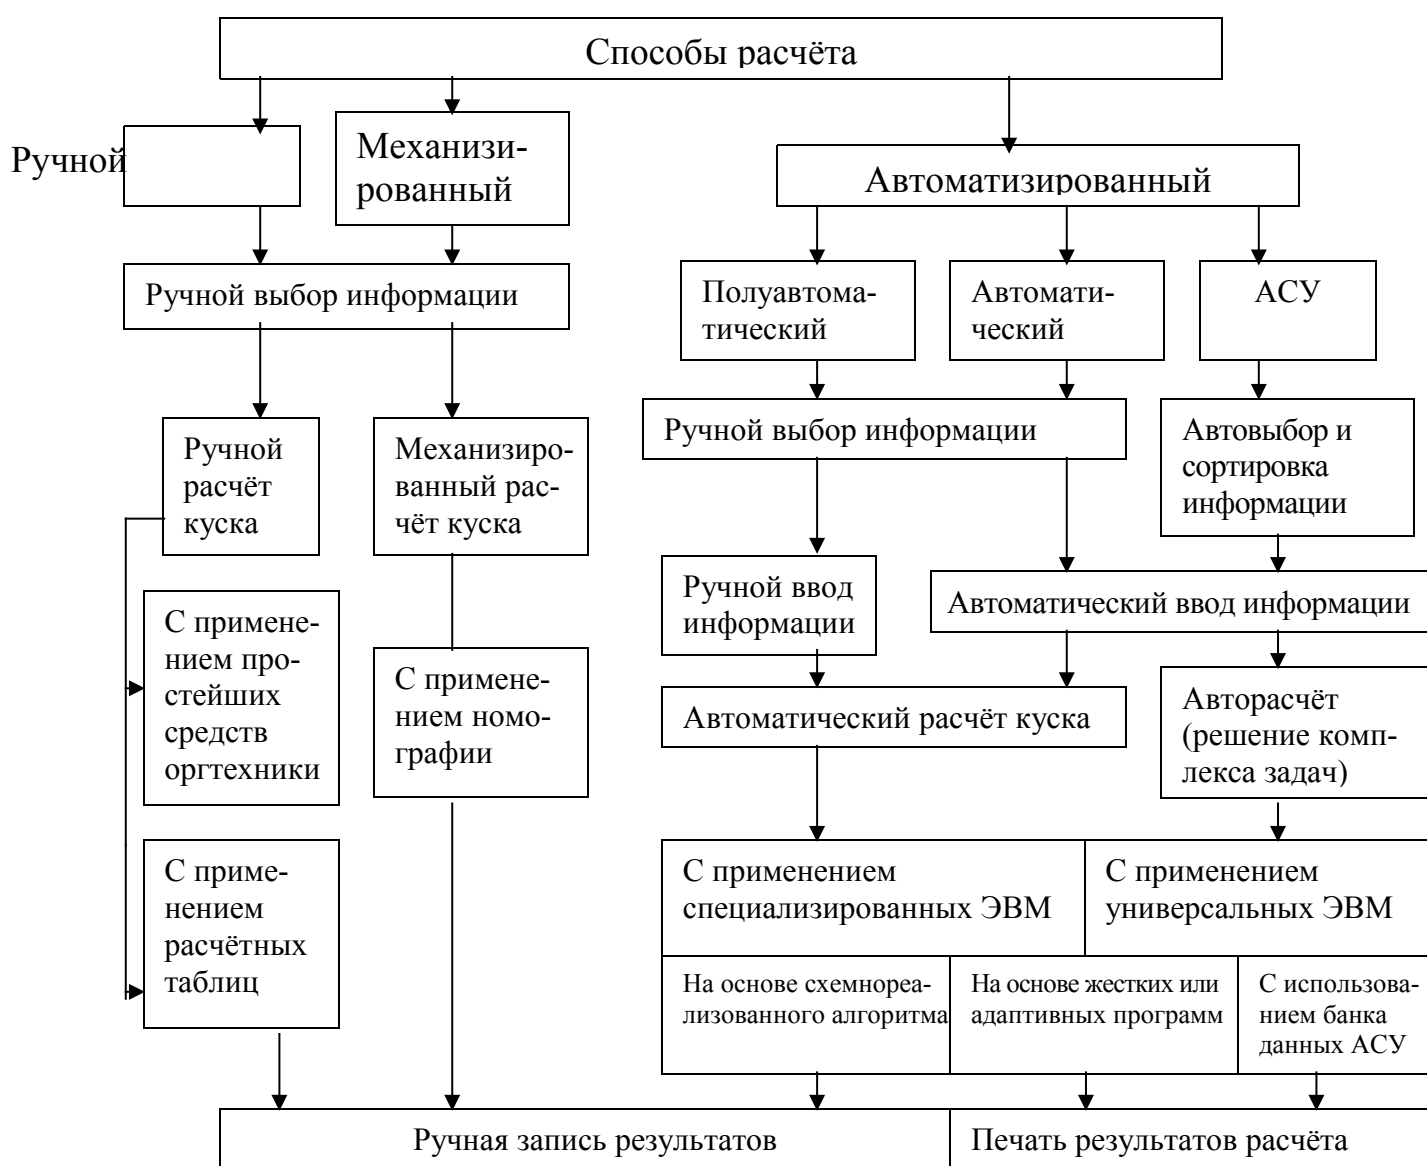 Способы расчёта
Ручной
Механизи-
рованный
Автоматизированный
Ручной выбор информации
Полуавтома-
тический
Автомати-
ческий
АСУ
Ручной
расчёт
куска
Механизиро-
ванный рас-
чёт куска
Ручной выбор информации
Автовыбор и
сортировка
информации
Ручной ввод
информации
Автоматический ввод информации
С примене-
нием про-
стейших
средств
оргтехники
С примене-
нием номо-
графии
Автоматический расчёт куска
Авторасчёт
(решение комп-
лекса задач)
С приме-
нением
расчётных
таблиц
С применением
специализированных ЭВМ
С применением
универсальных ЭВМ
На основе схемнореа-
лизованного алгоритма
На основе жестких или
адаптивных программ
С использова-
нием банка
данных АСУ
Ручная запись результатов
Печать результатов расчёта